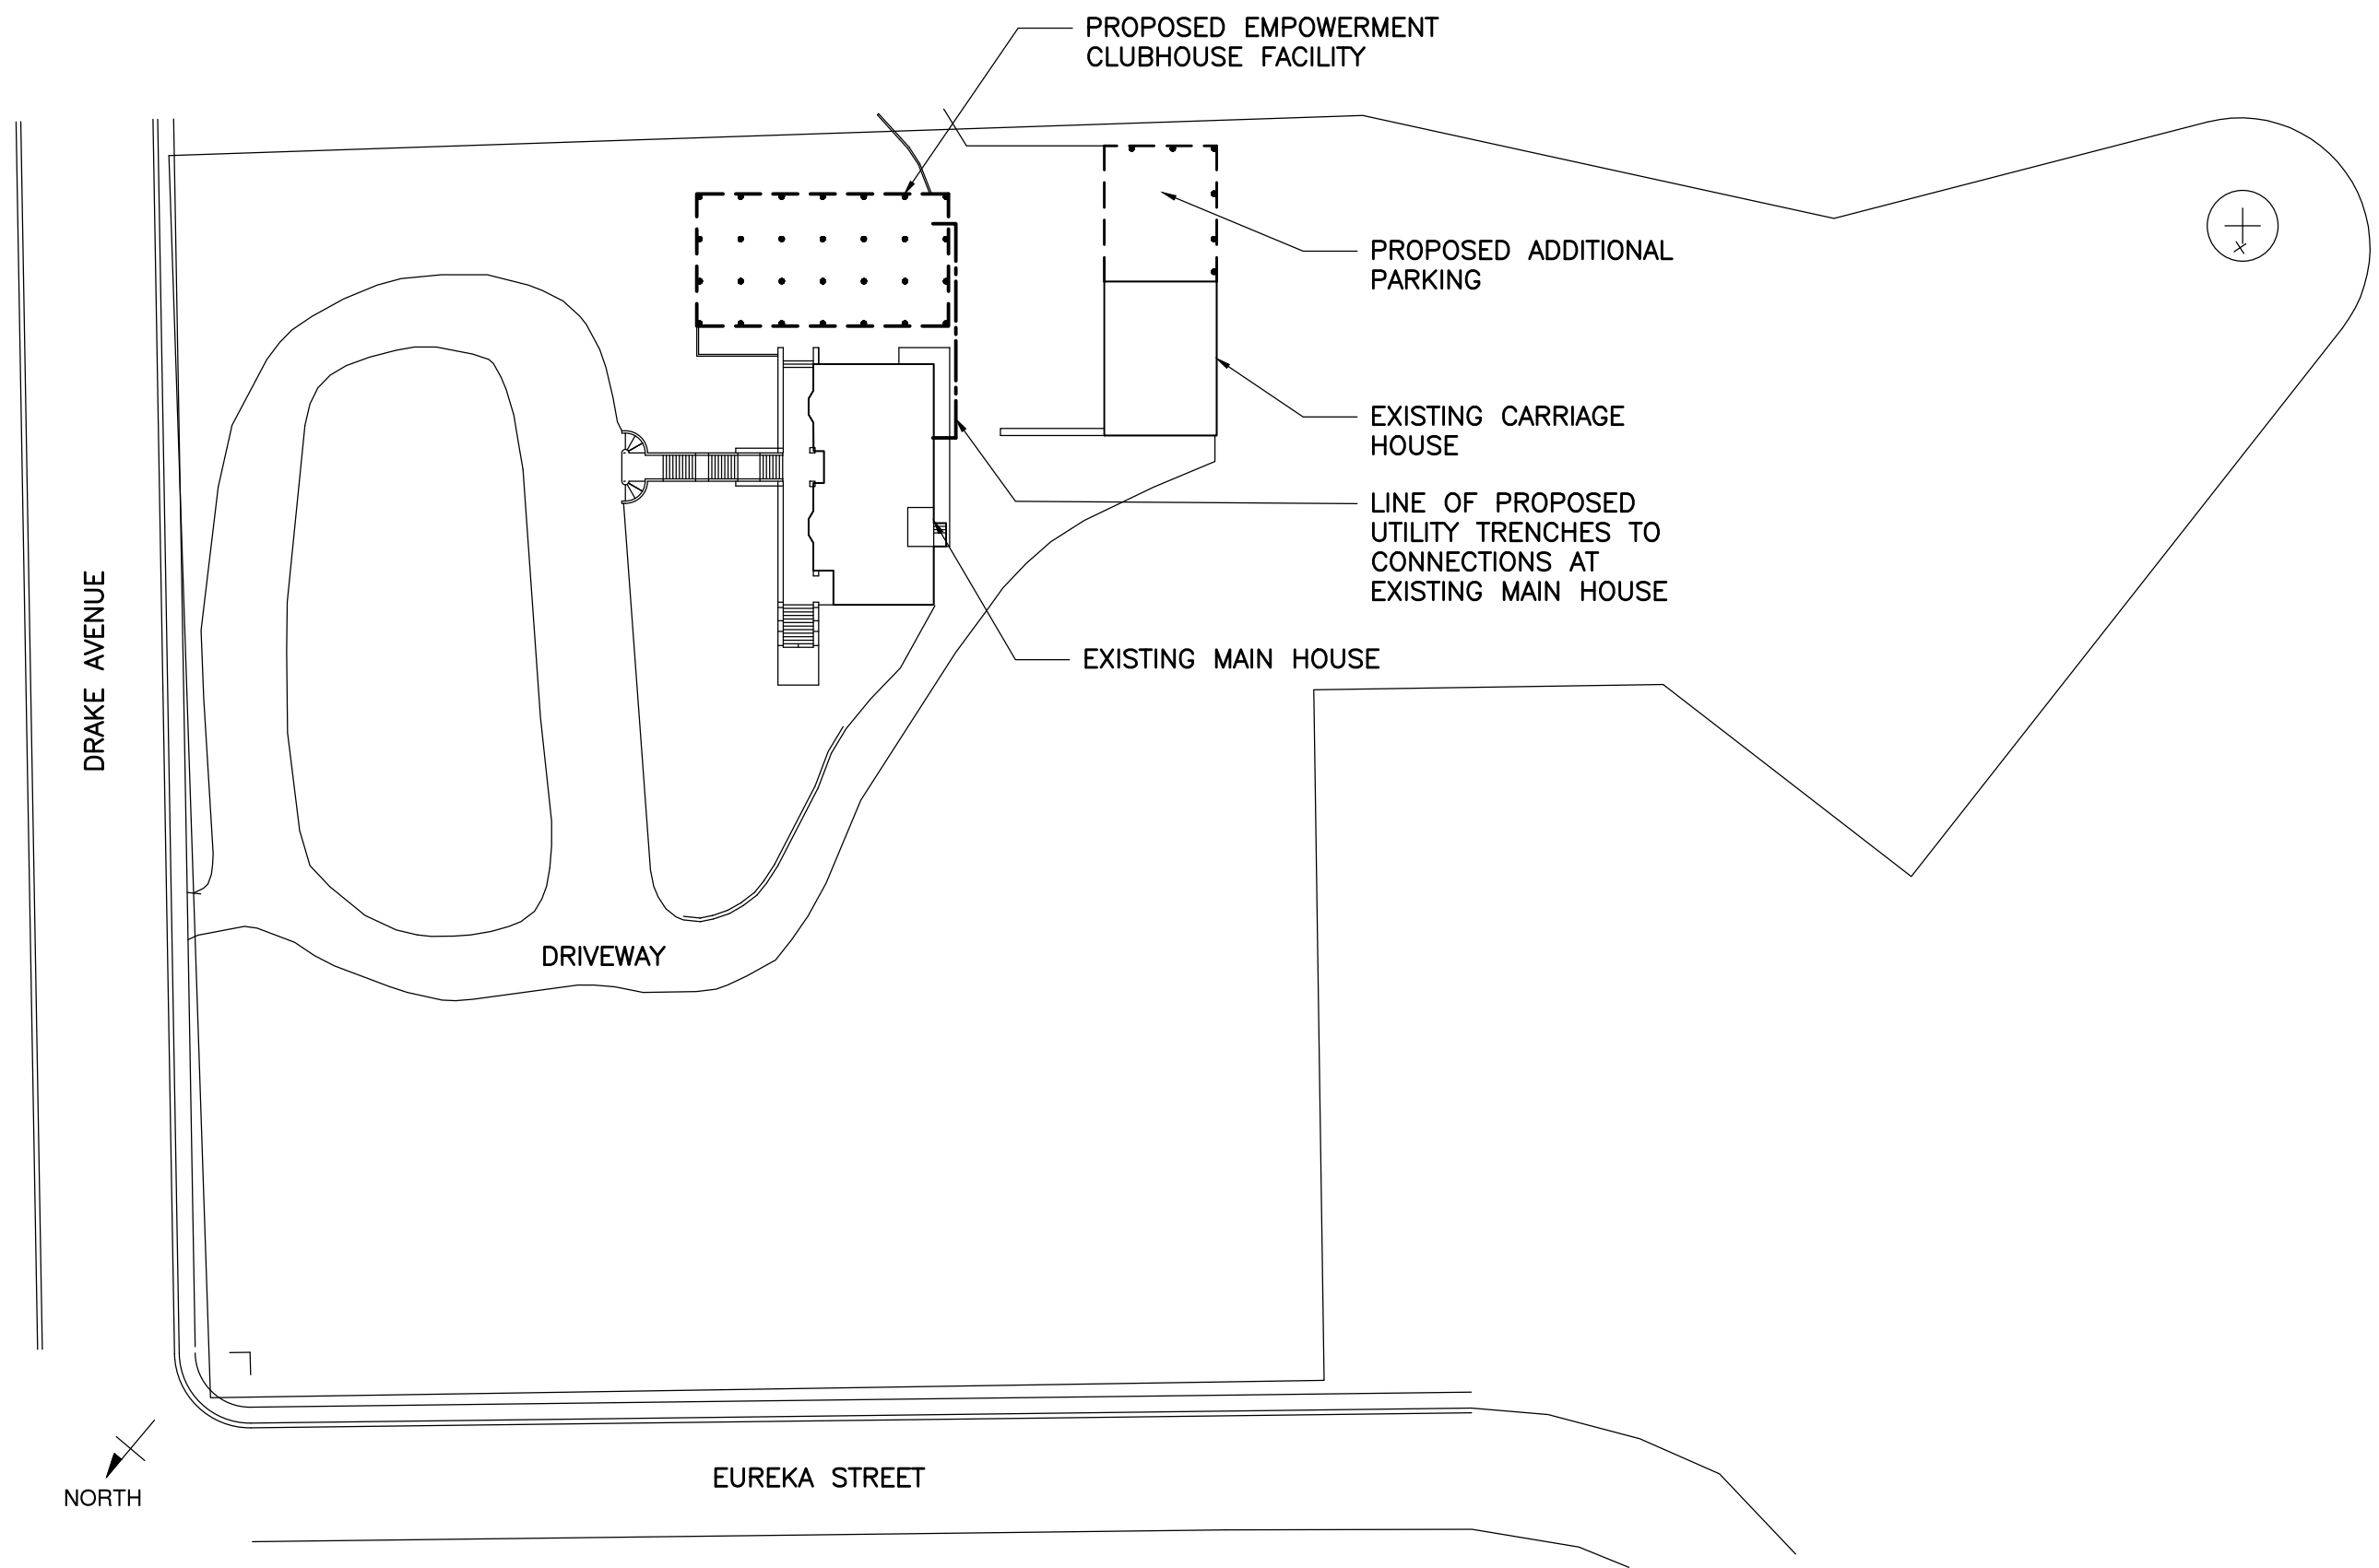 PROPOSED EMPOWERMENT
CLUBHOUSE FACILITY
PROPOSED ADDITIONAL
PARKING
EXISTING CARRIAGE
HOUSE
LINE OF PROPOSED
UTILITY TRENCHES TO
CONNECTIONS AT
EXISTING MAIN HOUSE
EXISTING MAIN HOUSE
DRAKE AVENUE
DRIVEWAY
EUREKA STREET
NORTH